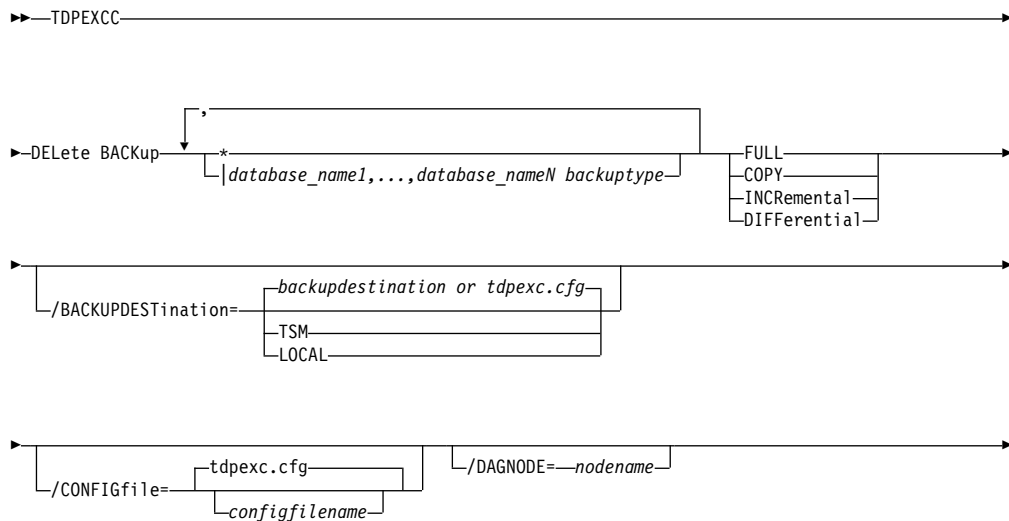 TDPEXCC
,
DELete BACKup
*
|database_name1,...,database_nameN backuptype
FULL
COPY
INCRemental
DIFFerential
/BACKUPDESTination=
backupdestination or tdpexc.cfg
TSM
LOCAL
/CONFIGfile=
tdpexc.cfg
configfilename
/DAGNODE=
nodename